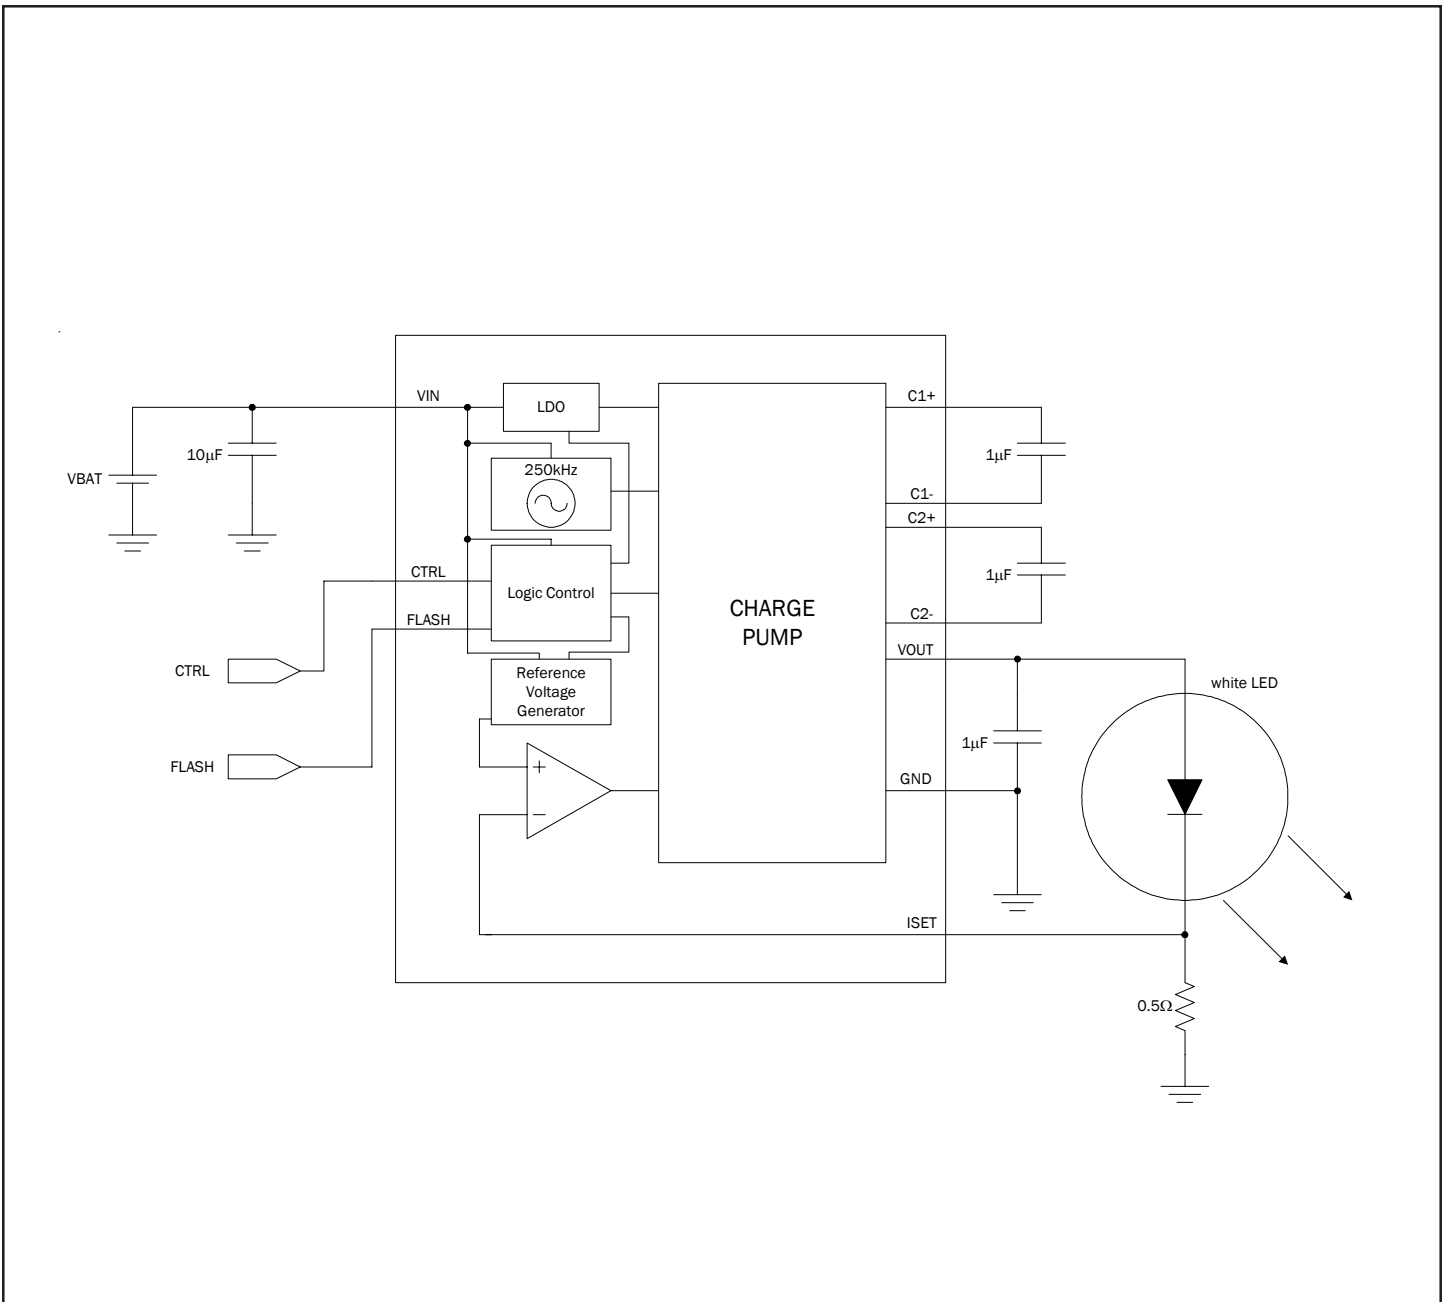 VIN
LDO
C1+
10μF
VBAT
250kHz
1μF
C1-
C2+
CTRL
Logic Control
1μF
FLASH
CHARGE
PUMP
C2-
VOUT
CTRL
Reference
Voltage
Generator
white LED
FLASH
+
−
1μF
GND
ISET
0.5Ω